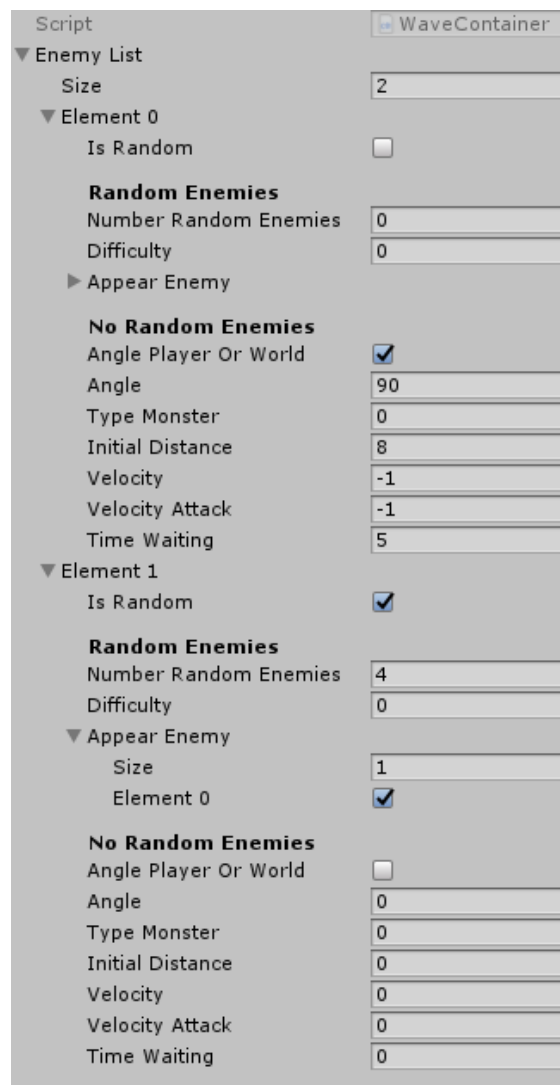 Script WaveContainer
Enemy List
Size 2
Element 0
Is Random
Random Enemies
Number Random Enemies 0
Difficulty 0
Appear Enemy
No Random Enemies
Angle Player Or World
Angle 90
Type Monster 0
Initial Distance 8
Velocity -1
Velocity Attack -1
Time Waiting 5
Element 1
Is Random
Random Enemies
Number Random Enemies 4
Difficulty 0
Appear Enemy
Size 1
Element 0
No Random Enemies
Angle Player Or World
Angle 0
Type Monster 0
Initial Distance 0
Velocity 0
Velocity Attack 0
Time Waiting 0